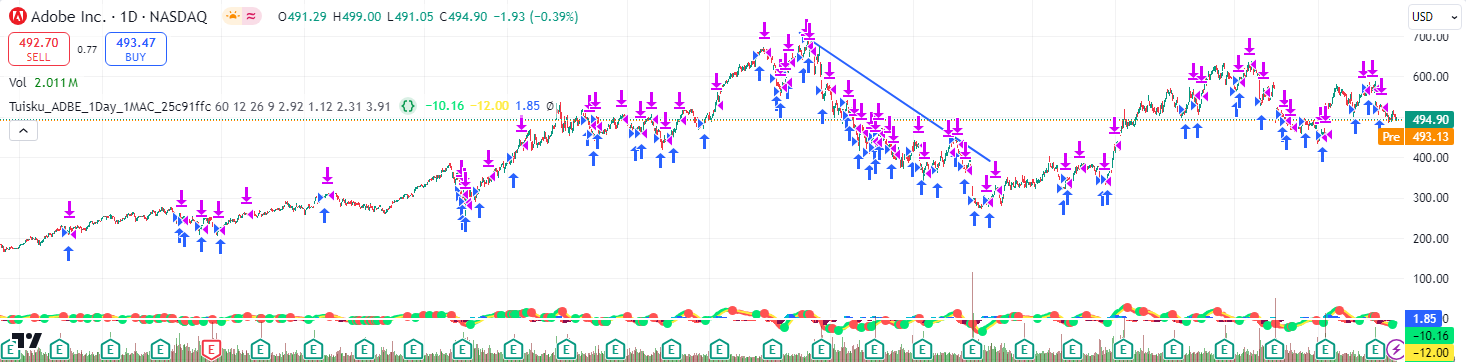 Adobe Inc. · 1D · NASDAQ O491.29 H499.00 L491.05 C494.90 −1.93 (−0.39%)
USD
492.70 SELL
0.77
493.47 BUY
Vol 2.011M
Tuisku_ADBE_1Day_1MAC_25c91ffc 60 12 26 9 2.92 1.12 2.31 3.91 −10.16 −12.00 1.85 Ø
700.00
600.00
494.90
Pre 493.13
400.00
300.00
200.00
100.00
1.85
−10.16
−12.00
E E E E E E E E E E E E E E E E E E E E E E E E E E E E E